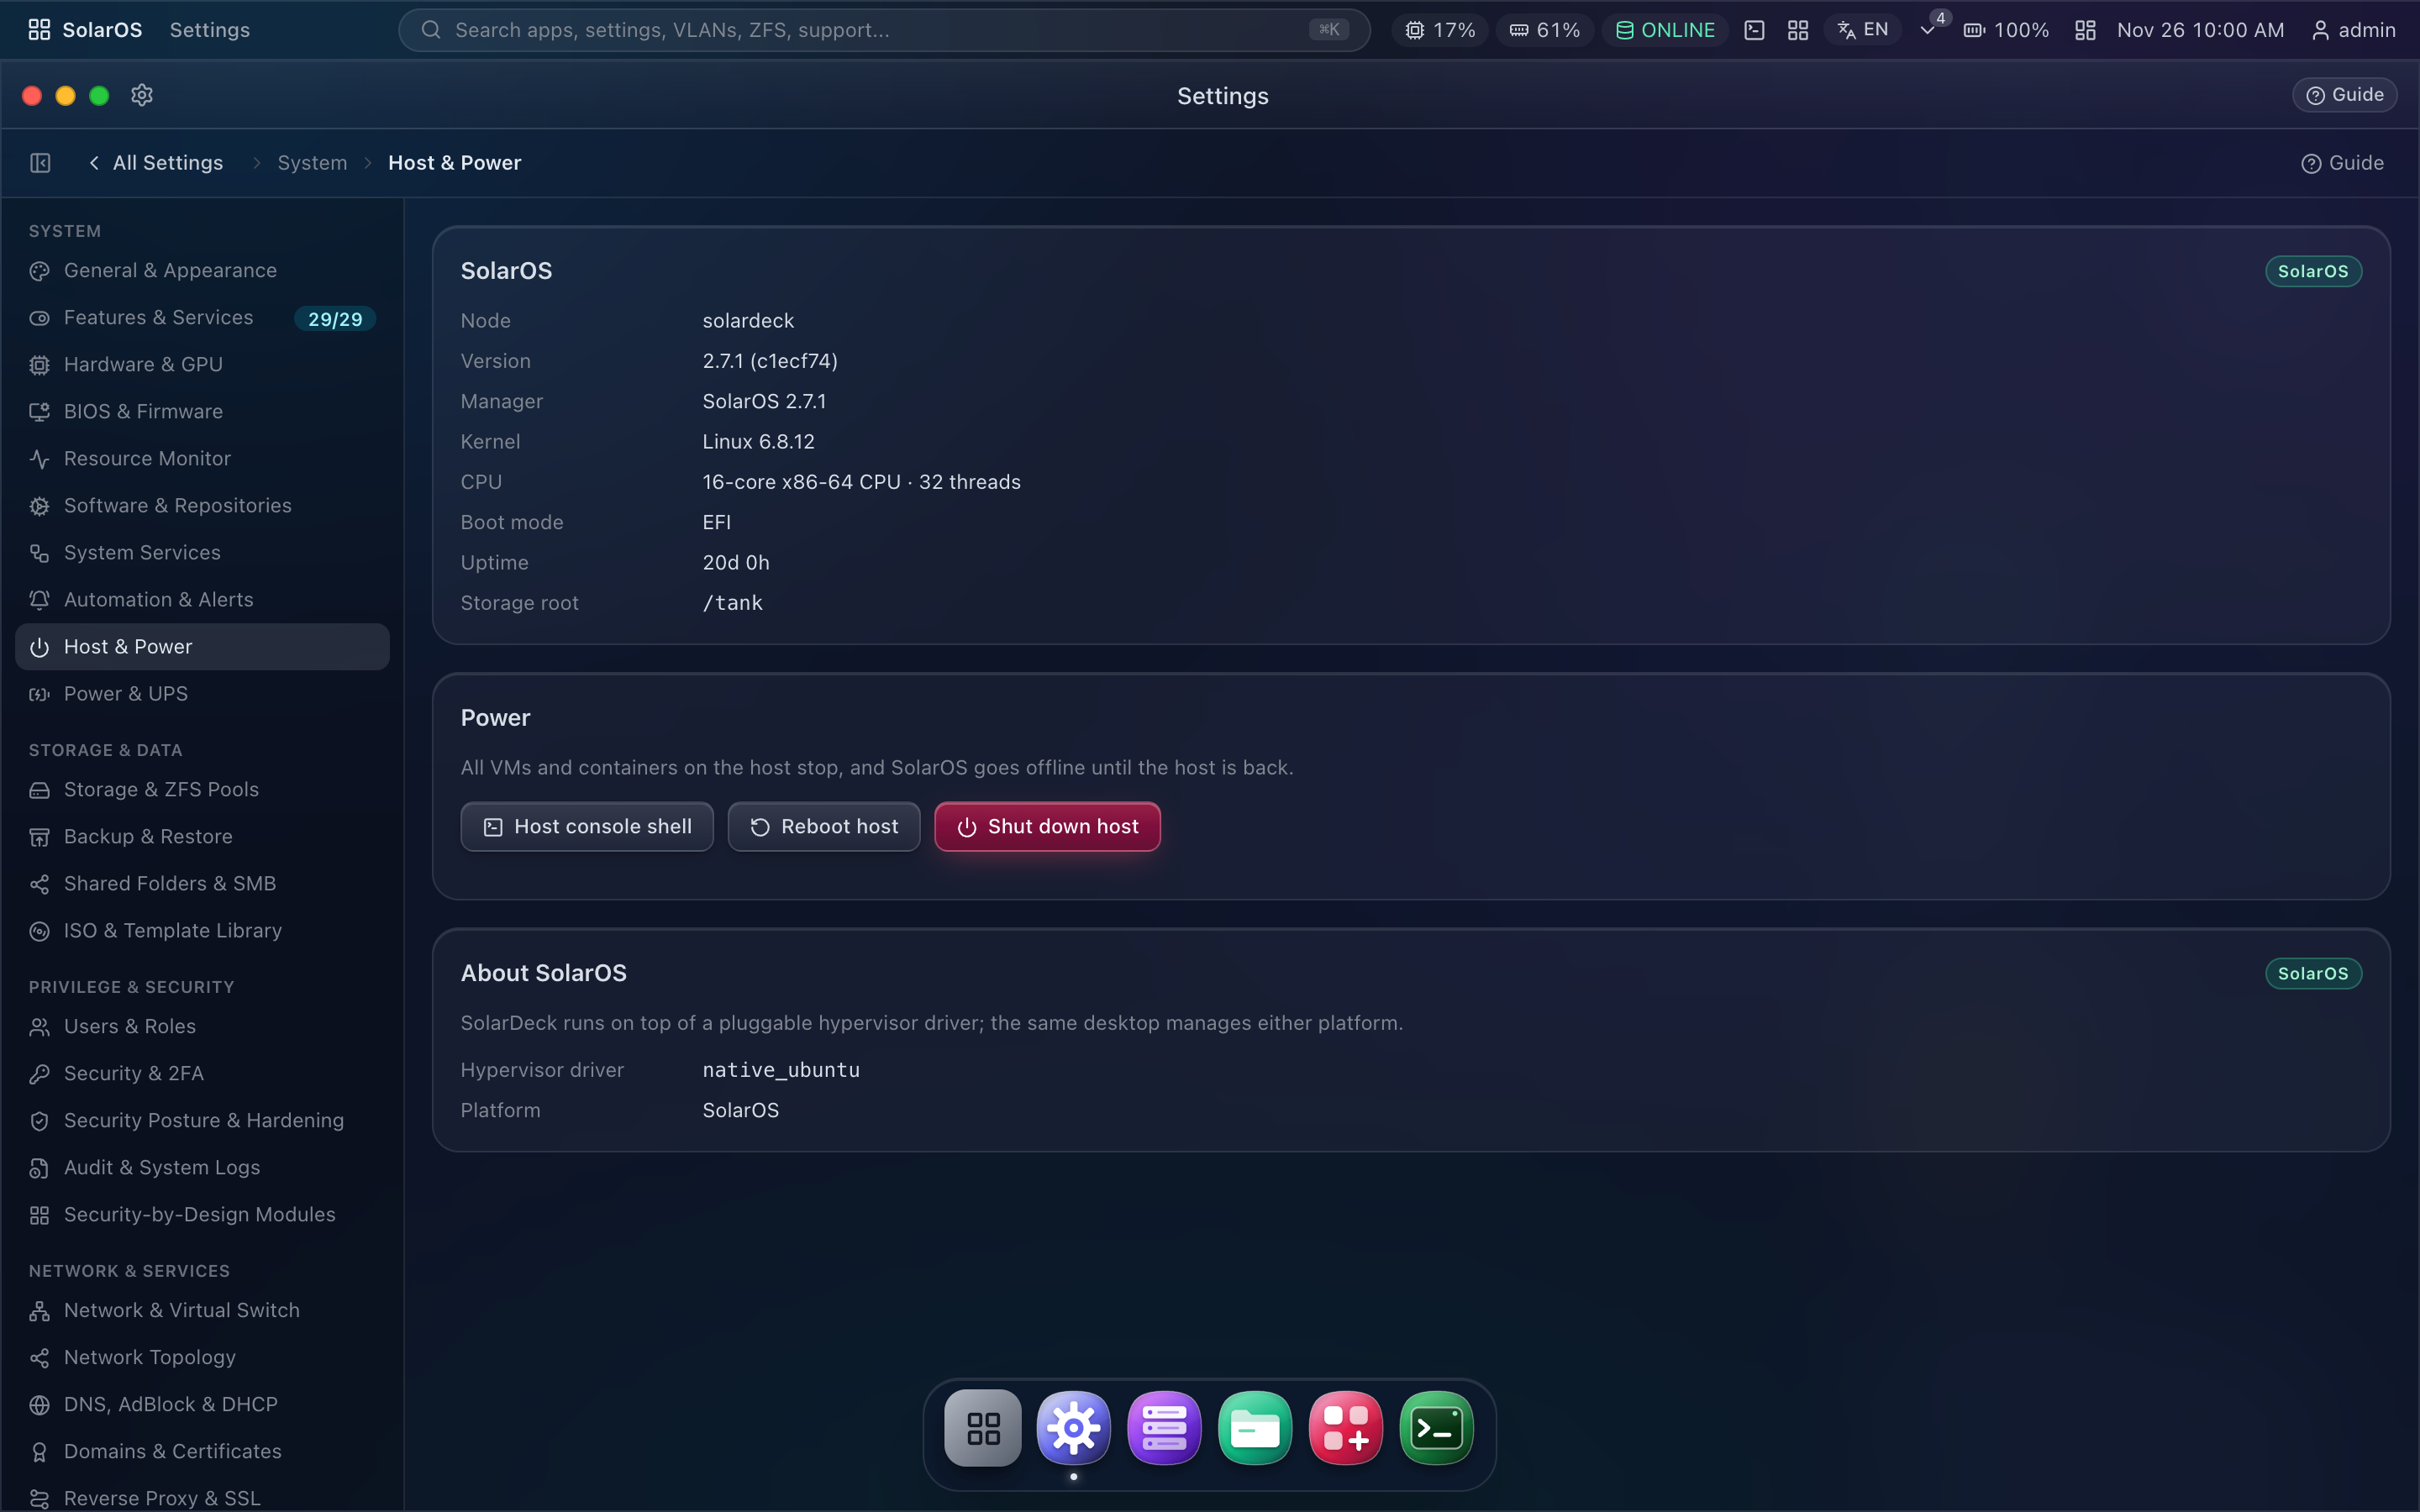 SolarOS Settings Search apps, settings, VLANs, ZFS, support... ⌘K 17% 61% ONLINE EN 4 100% Nov 26 10:00 AM admin
Settings Guide
All Settings System Host & Power Guide
SYSTEM
General & Appearance
Features & Services 29/29
Hardware & GPU
BIOS & Firmware
Resource Monitor
Software & Repositories
System Services
Automation & Alerts
Host & Power
Power & UPS
STORAGE & DATA
Storage & ZFS Pools
Backup & Restore
Shared Folders & SMB
ISO & Template Library
PRIVILEGE & SECURITY
Users & Roles
Security & 2FA
Security Posture & Hardening
Audit & System Logs
Security-by-Design Modules
NETWORK & SERVICES
Network & Virtual Switch
Network Topology
DNS, AdBlock & DHCP
Domains & Certificates
Reverse Proxy & SSL
SolarOS SolarOS
Node solardeck
Version 2.7.1 (c1ecf74)
Manager SolarOS 2.7.1
Kernel Linux 6.8.12
CPU 16-core x86-64 CPU · 32 threads
Boot mode EFI
Uptime 20d 0h
Storage root /tank
Power
All VMs and containers on the host stop, and SolarOS goes offline until the host is back.
Host console shell Reboot host Shut down host
About SolarOS SolarOS
SolarDeck runs on top of a pluggable hypervisor driver; the same desktop manages either platform.
Hypervisor driver native_ubuntu
Platform SolarOS